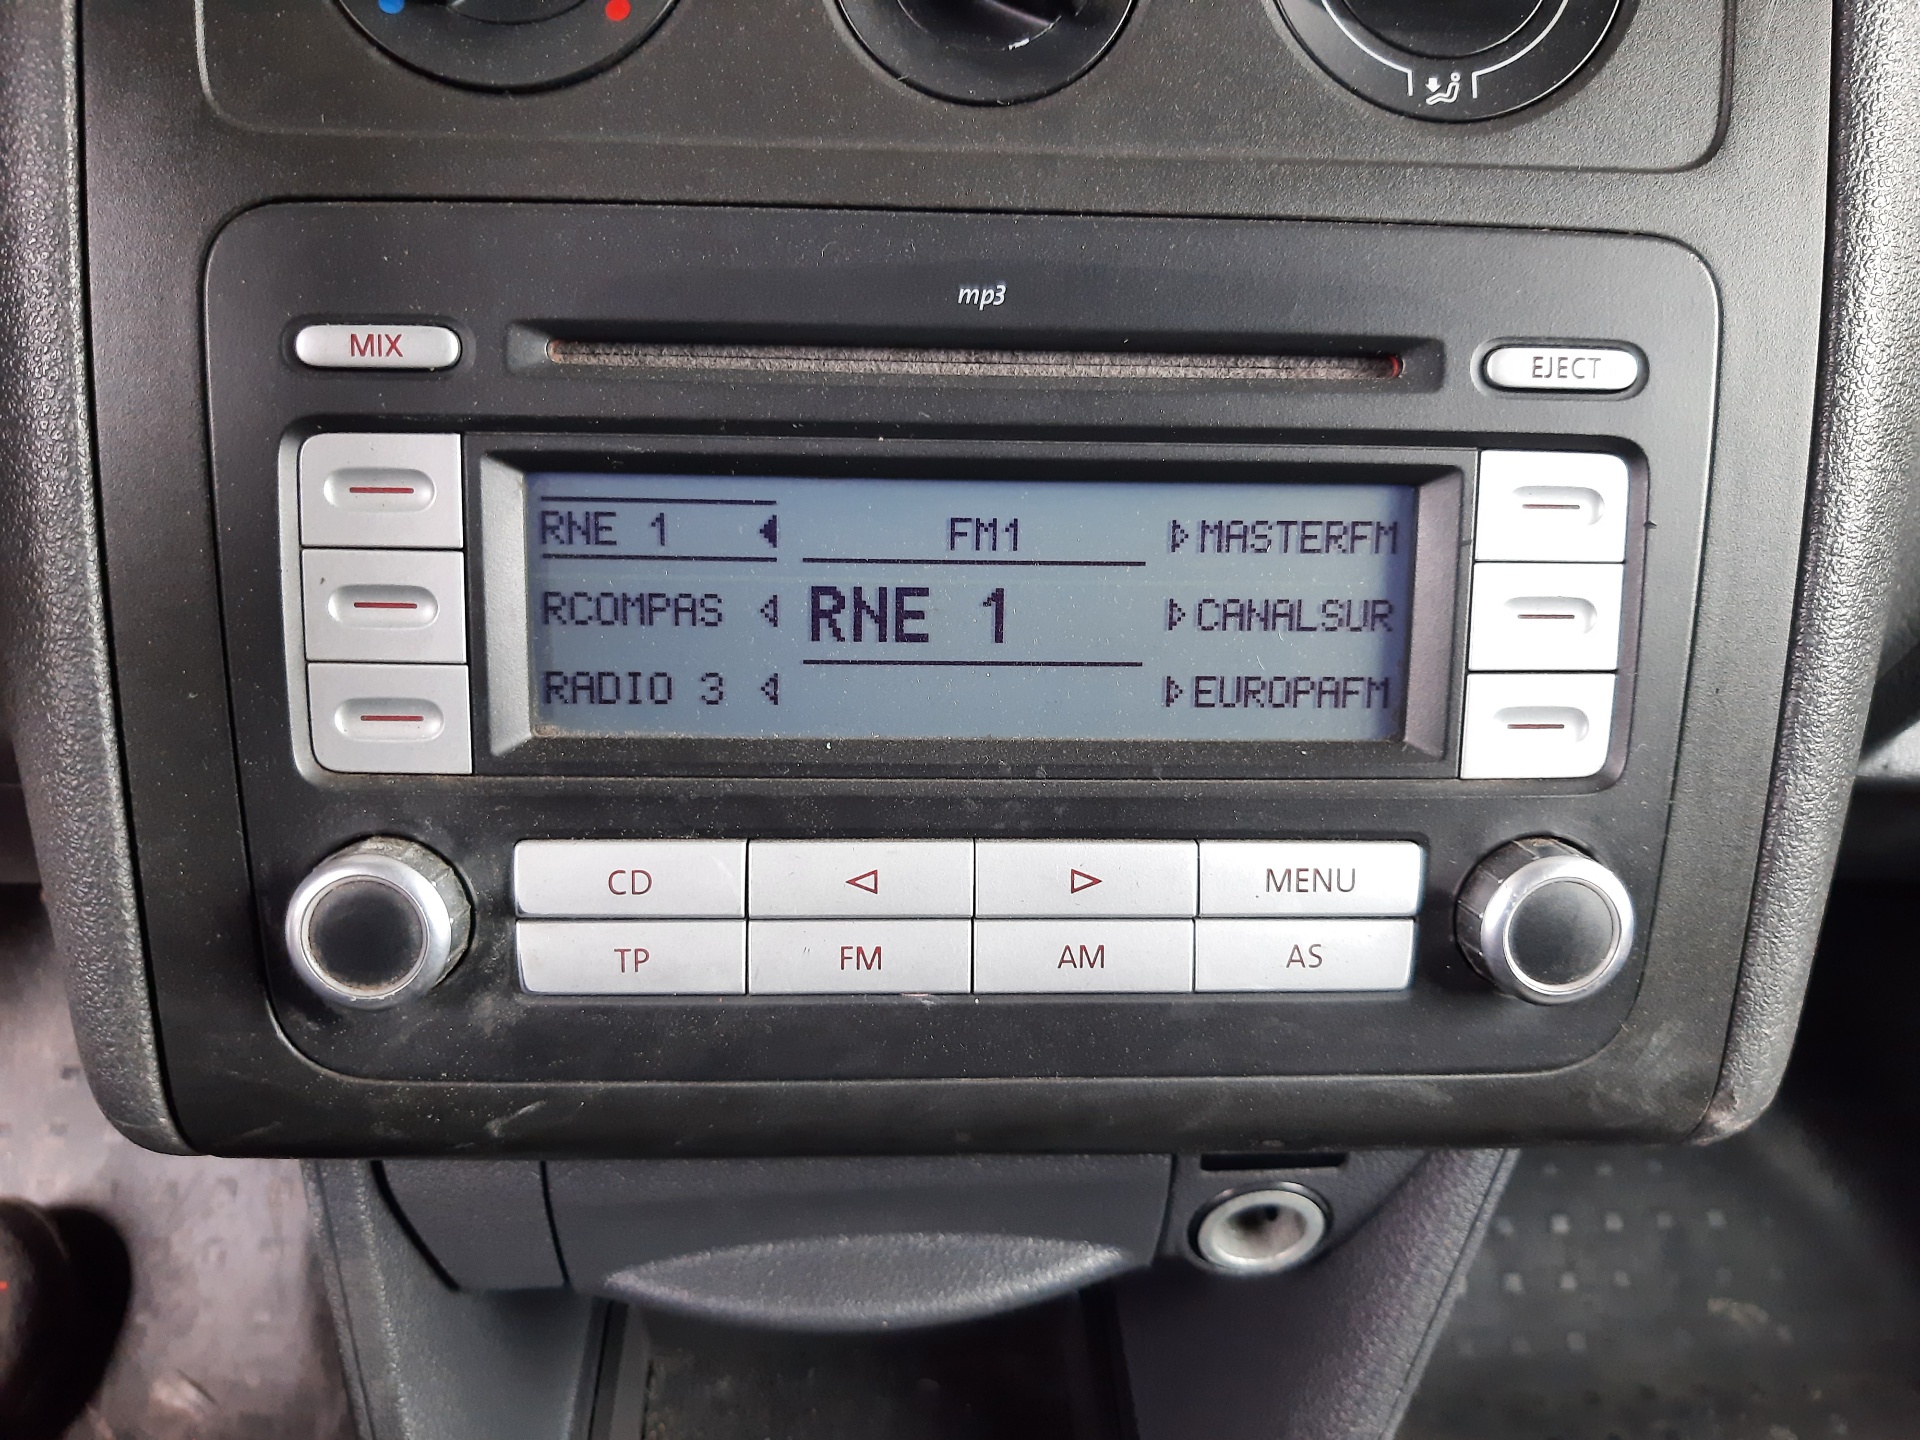 mp3
MIX
EJECT
RNE 1
FM1
MASTERFM
RCOMPAS
RNE 1
CANALSUR
RADIO 3
EUROPAFM
CD
MENU
TP
FM
AM
AS